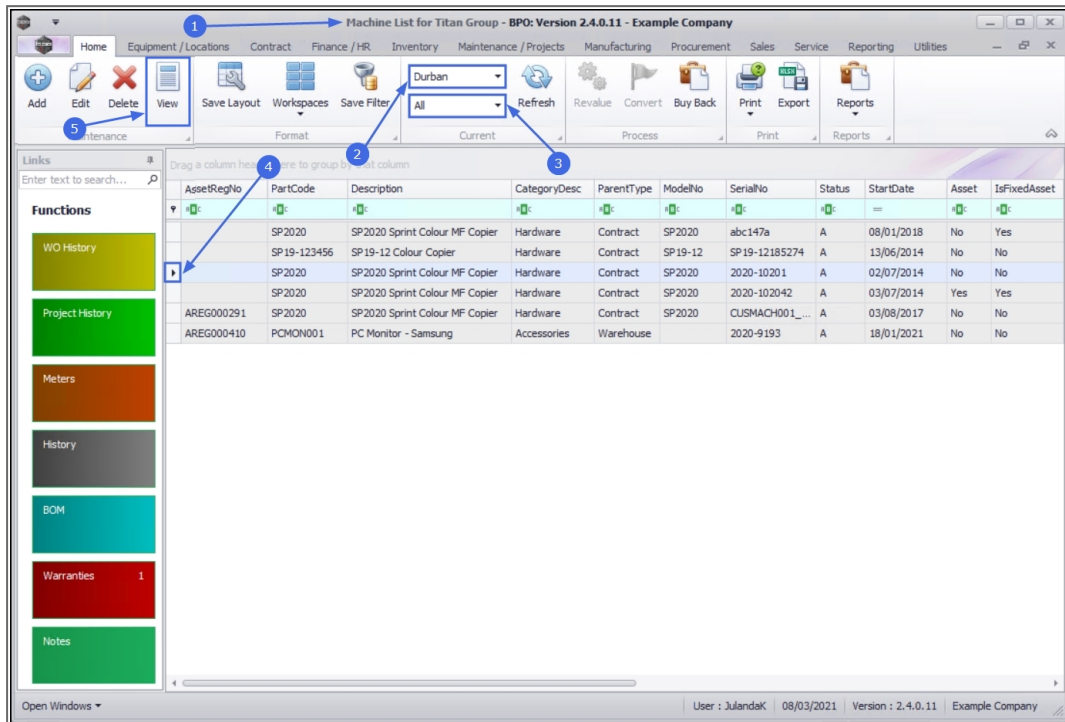 1
Machine List for Titan Group - BPO: Version 2.4.0.11 - Example Company
Home Equipment / Locations Contract Finance / HR Inventory Maintenance / Projects Manufacturing Procurement Sales Service Reporting Utilities
Add Edit Delete View Save Layout Workspaces Save Filter Durban All Refresh Revalue Convert Buy Back Print Export Reports
5 Format Current Process Print Reports
2 3 4
Links
Enter text to search...
Functions
WO History
Project History
Meters
History
BOM
Warranties 1
Notes
AssetRegNo PartCode Description CategoryDesc ParentType ModelNo SerialNo Status StartDate Asset IsFixedAsset
SP2020 SP2020 Sprint Colour MF Copier Hardware Contract SP2020 abc147a A 08/01/2018 No Yes
SP19-123456 SP19-12 Colour Copier Hardware Contract SP19-12 SP19-12185274 A 13/06/2014 No No
SP2020 SP2020 Sprint Colour MF Copier Hardware Contract SP2020 2020-10201 A 02/07/2014 No No
SP2020 SP2020 Sprint Colour MF Copier Hardware Contract SP2020 2020-102042 A 03/07/2014 Yes Yes
AREG000291 SP2020 SP2020 Sprint Colour MF Copier Hardware Contract SP2020 CUSMACH001_... A 03/08/2017 No No
AREG000410 PCMON001 PC Monitor - Samsung Accessories Warehouse 2020-9193 A 18/01/2021 No No
Open Windows User : JulandaK 08/03/2021 Version : 2.4.0.11 Example Company